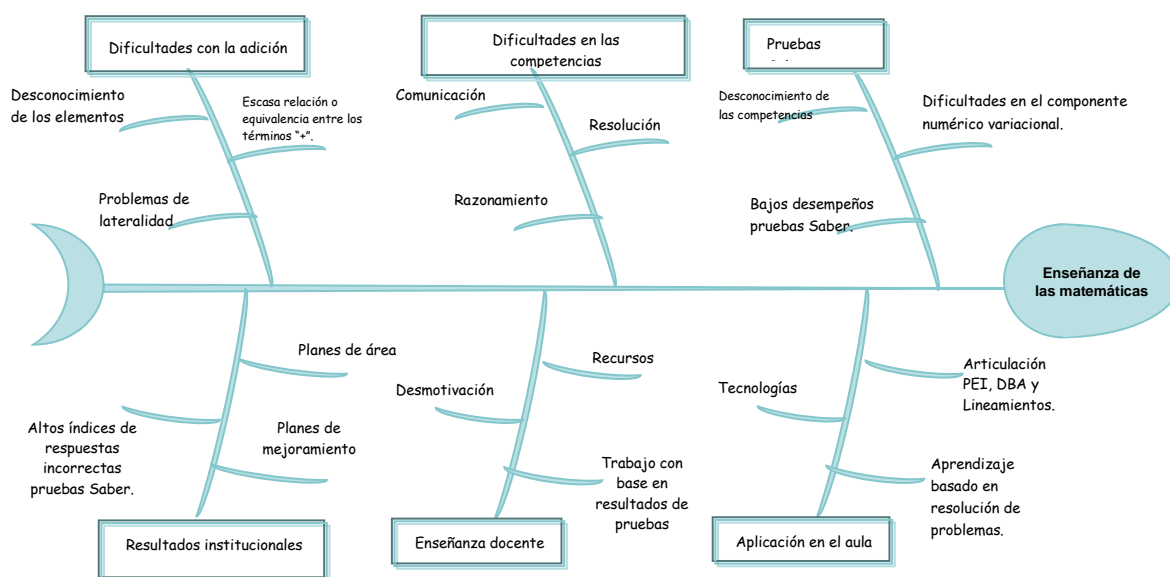 Dificultades con la adición
Dificultades en las
competencias
Pruebas
Desconocimiento
de los elementos
Escasa relación o
equivalencia entre los
términos “+”.
Problemas de
lateralidad
Comunicación
Resolución
Razonamiento
Desconocimiento de
las competencias
Dificultades en el componente
numérico variacional.
Bajos desempeños
pruebas Saber.
Enseñanza de
las matemáticas
Planes de área
Altos índices de
respuestas
incorrectas
pruebas Saber.
Planes de
mejoramiento
Resultados institucionales
Recursos
Desmotivación
Trabajo con
base en
resultados de
pruebas
Enseñanza docente
Tecnologías
Articulación
PEI, DBA y
Lineamientos.
Aprendizaje
basado en
resolución de
problemas.
Aplicación en el aula